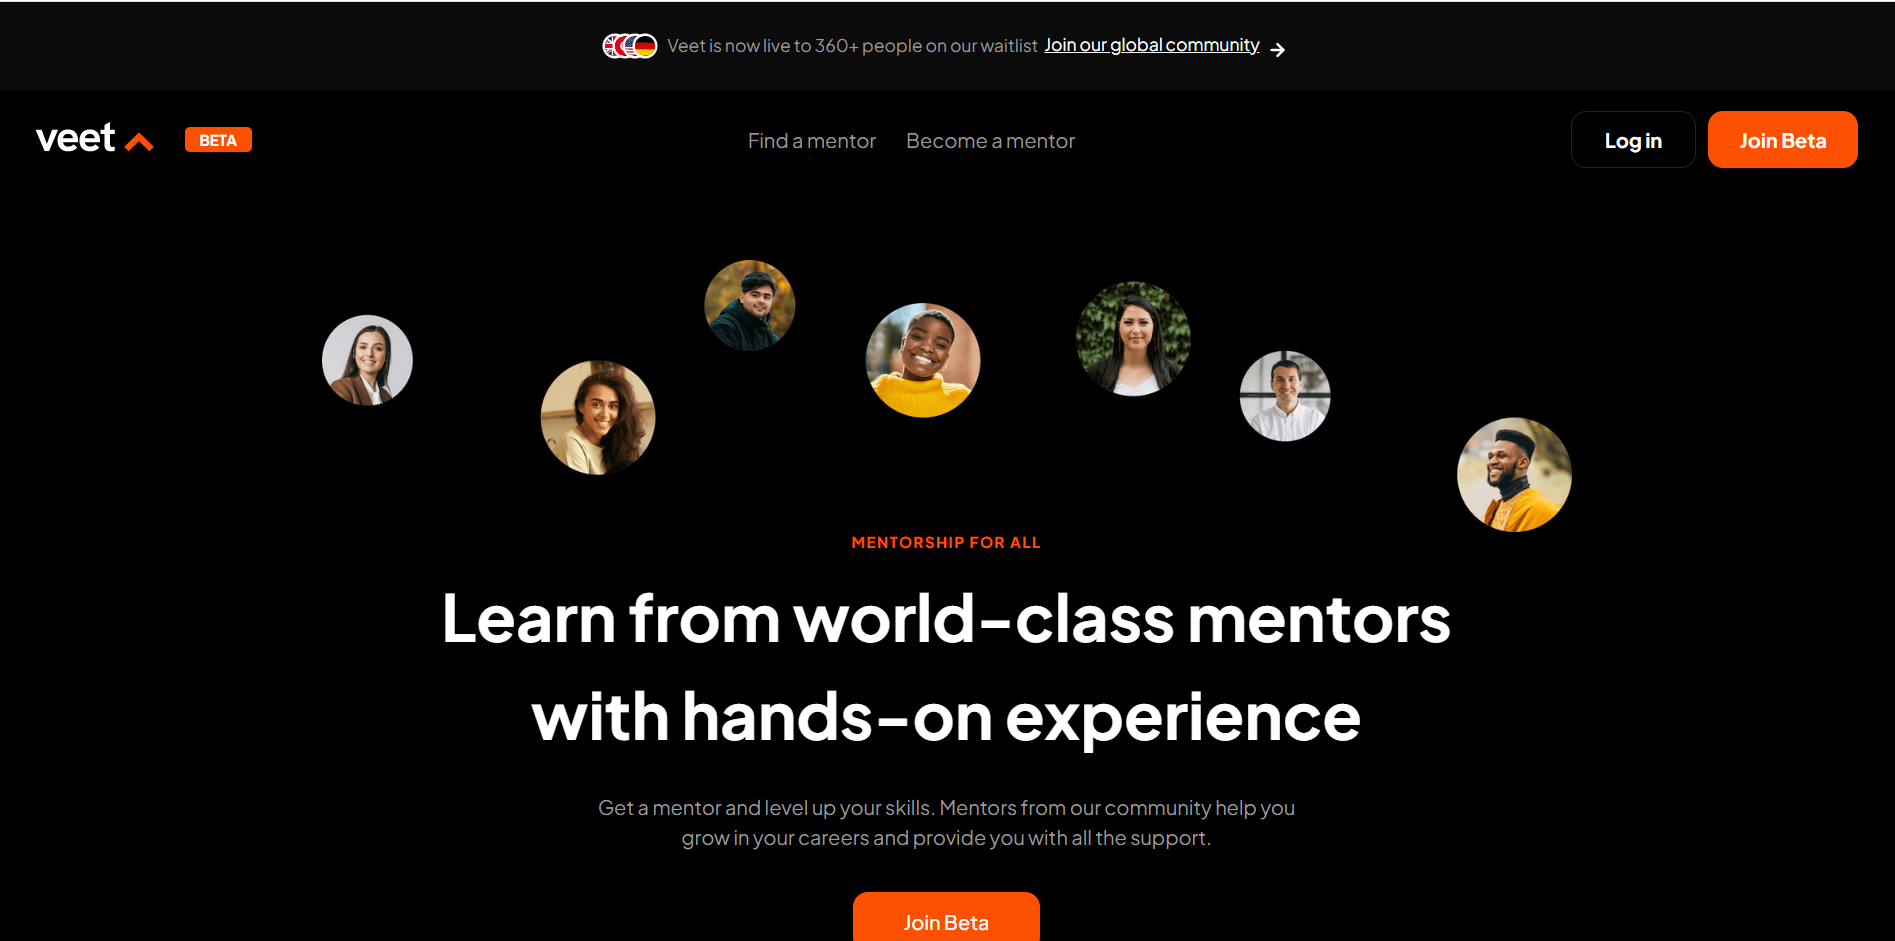 Veet is now live to 360+ people on our waitlist Join our global community
veet BETA
Find a mentor Become a mentor
Log in Join Beta
MENTORSHIP FOR ALL
Learn from world-class mentors
with hands-on experience
Get a mentor and level up your skills. Mentors from our community help you
grow in your careers and provide you with all the support.
Join Beta